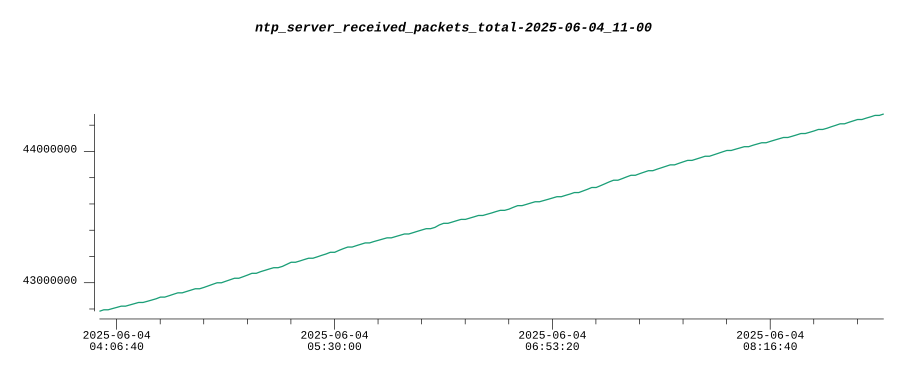 ntp_server_received_packets_total-2025-06-04_11-00
44000000
43000000
2025-06-04 2025-06-04 2025-06-04 2025-06-04
04:06:40 05:30:00 06:53:20 08:16:40